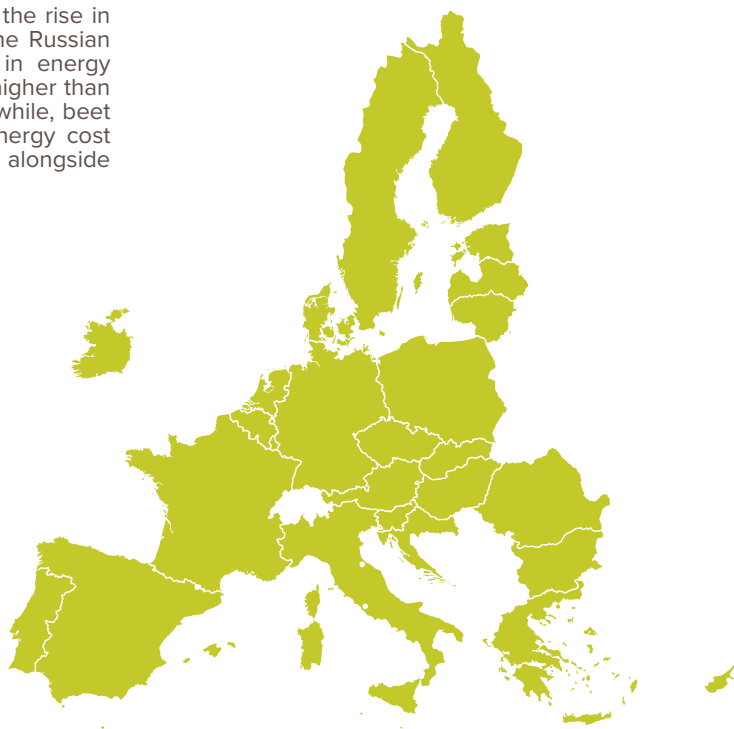 the rise in
he Russian
in energy
higher than
while, beet
nergy cost
alongside